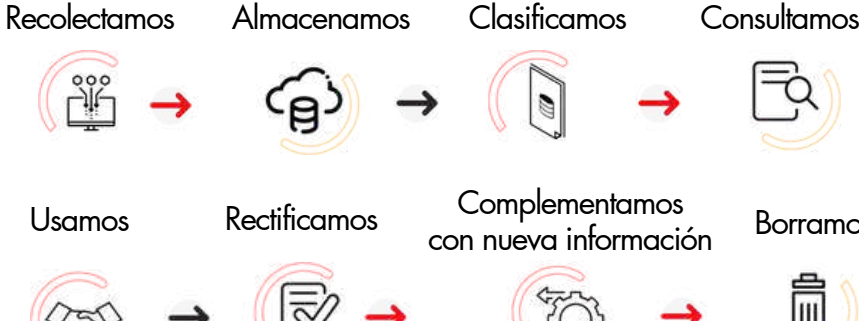 Recolectamos
Almacenamos
Clasificamos
Consultamos
Usamos
Rectificamos
Complementamos
con nueva información